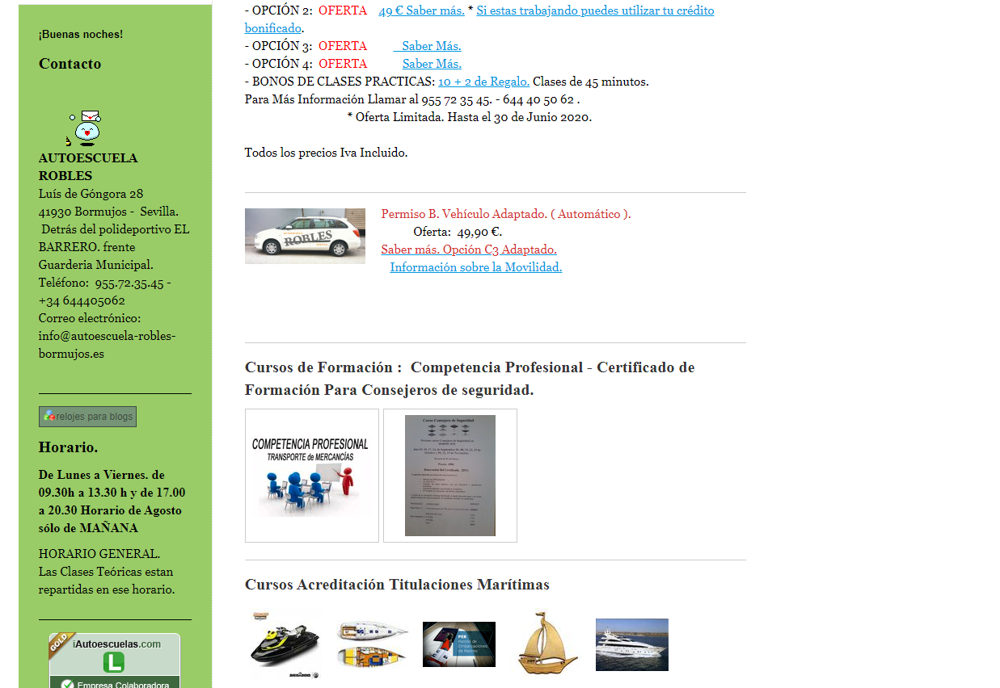 ¡Buenas noches!
Contacto
AUTOESCUELA
ROBLES
Luís de Góngora 28
41930 Bormujos - Sevilla.
Detrás del polideportivo EL
BARRERO. frente
Guarderia Municipal.
Teléfono: 955.72.35.45 -
+34 644405062
Correo electrónico:
info@autoescuela-robles-
bormujos.es
relojes para blogs
Horario.
De Lunes a Viernes. de
09.30h a 13.30 h y de 17.00
a 20.30 Horario de Agosto
sólo de MAÑANA
HORARIO GENERAL.
Las Clases Teóricas estan
repartidas en ese horario.
GOLD
iAutoescuelas.com
L
Empresa Colaboradora
- OPCIÓN 2: OFERTA 49 € Saber más. * Si estas trabajando puedes utilizar tu crédito
bonificado.
- OPCIÓN 3: OFERTA Saber Más.
- OPCIÓN 4: OFERTA Saber Más.
- BONOS DE CLASES PRACTICAS: 10 + 2 de Regalo. Clases de 45 minutos.
Para Más Información Llamar al 955 72 35 45. - 644 40 50 62 .
* Oferta Limitada. Hasta el 30 de Junio 2020.
Todos los precios Iva Incluido.
ROBLES
Permiso B. Vehículo Adaptado. ( Automático ).
Oferta: 49,90 €.
Saber más. Opción C3 Adaptado.
Información sobre la Movilidad.
Cursos de Formación : Competencia Profesional - Certificado de
Formación Para Consejeros de seguridad.
COMPETENCIA PROFESIONAL
TRANSPORTE de MERCANCÍAS
Curso Consejero de Seguridad
Cursos Acreditación Titulaciones Marítimas
PER
Patrón de
Embarcaciones
de Recreo